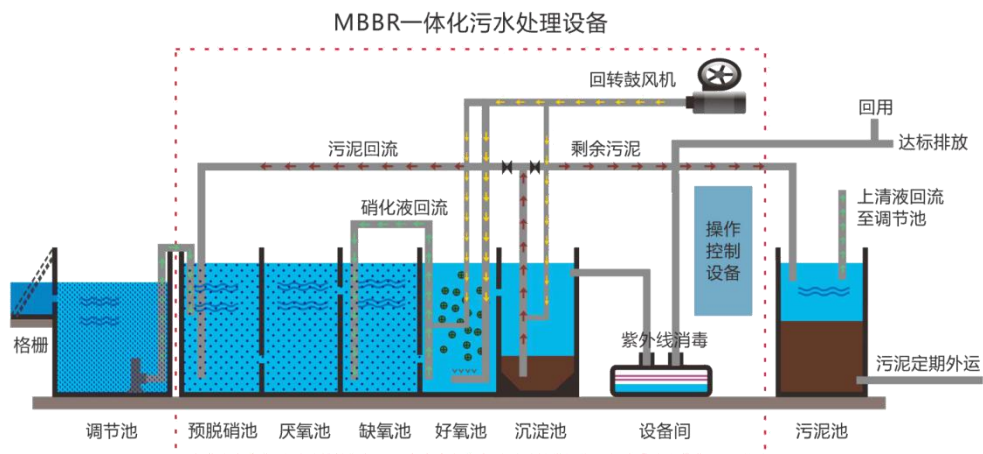 MBBR一体化污水处理设备
回转鼓风机
回用
达标排放
污泥回流
剩余污泥
硝化液回流
上清液回流
至调节池
操作
控制
设备
格栅
紫外线消毒
污泥定期外运
调节池
预脱硝池
厌氧池
缺氧池
好氧池
沉淀池
设备间
污泥池